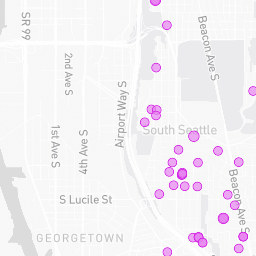 SR 99
2nd Ave S
Beacon Ave S
Airport Way S
South Seattle
1st Ave S
4th Ave S
Beacon Ave S
S Lucile St
GEORGETOWN